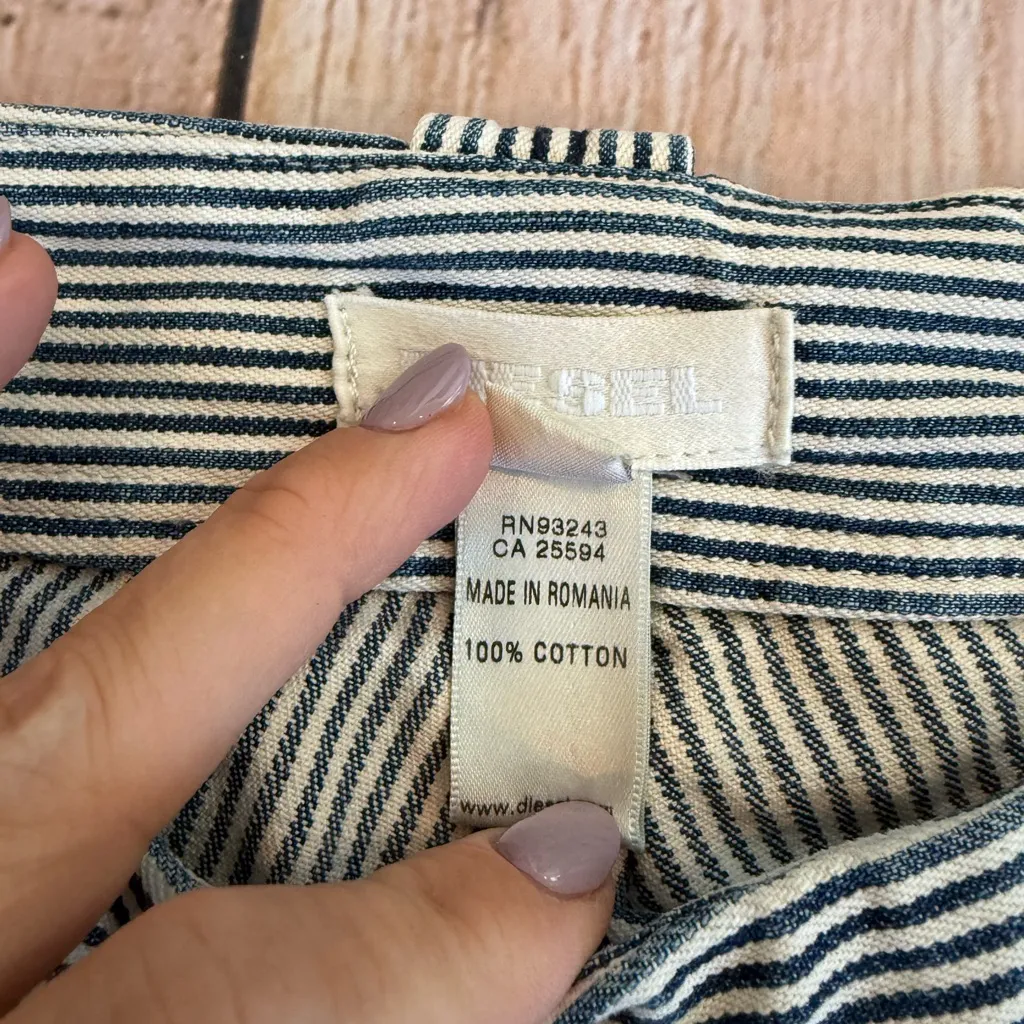 RN93243
CA 25594
MADE IN ROMANIA
100% COTTON